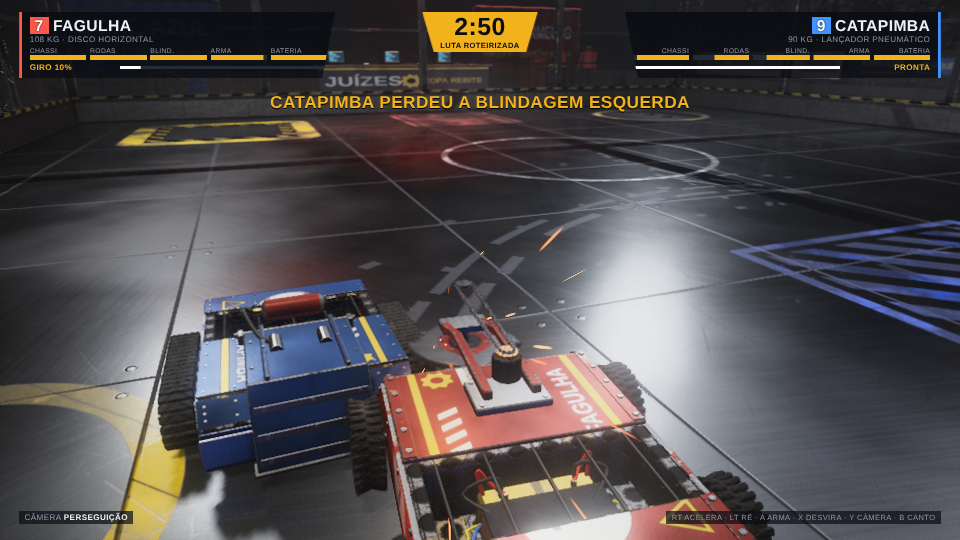 7 FAGULHA
108 KG · DISCO HORIZONTAL
CHASSI RODAS BLIND. ARMA BATERIA
GIRO 10%
2:50
LUTA ROTEIRIZADA
9 CATAPIMBA
90 KG · LANÇADOR PNEUMÁTICO
CHASSI RODAS BLIND. ARMA BATERIA
PRONTA
JUÍZES
COPA REBITE
CATAPIMBA PERDEU A BLINDAGEM ESQUERDA
FAGULHA
CÂMERA PERSEGUIÇÃO
RT ACELERA · LT RÉ · A ARMA · X DESVIRA · Y CÂMERA · B CANTO